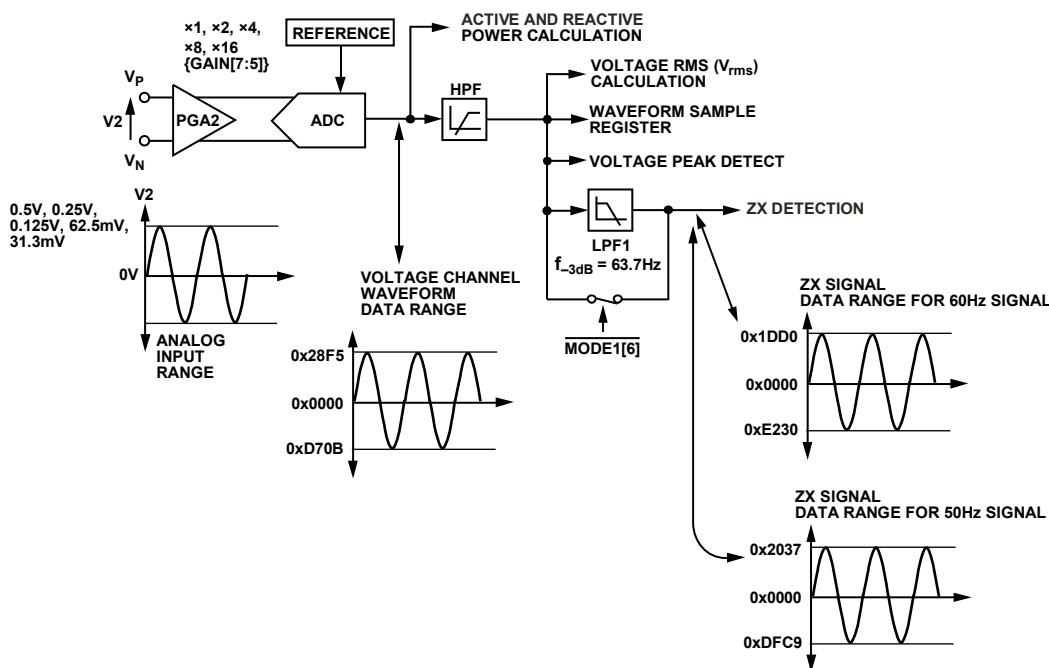 ×1, ×2, ×4,
×8, ×16
{GAIN[7:5]}
REFERENCE
ACTIVE AND REACTIVE
POWER CALCULATION
VP
V2
VN
PGA2
ADC
HPF
VOLTAGE RMS (Vrms)
CALCULATION
WAVEFORM SAMPLE
REGISTER
VOLTAGE PEAK DETECT
ZX DETECTION
LPF1
f–3dB = 63.7Hz
MODE1[6]
V2
0.5V, 0.25V,
0.125V, 62.5mV,
31.3mV
0V
ANALOG
INPUT
RANGE
VOLTAGE CHANNEL
WAVEFORM
DATA RANGE
0x28F5
0x0000
0xD70B
ZX SIGNAL
DATA RANGE FOR 60Hz SIGNAL
0x1DD0
0x0000
0xE230
ZX SIGNAL
DATA RANGE FOR 50Hz SIGNAL
0x2037
0x0000
0xDFC9